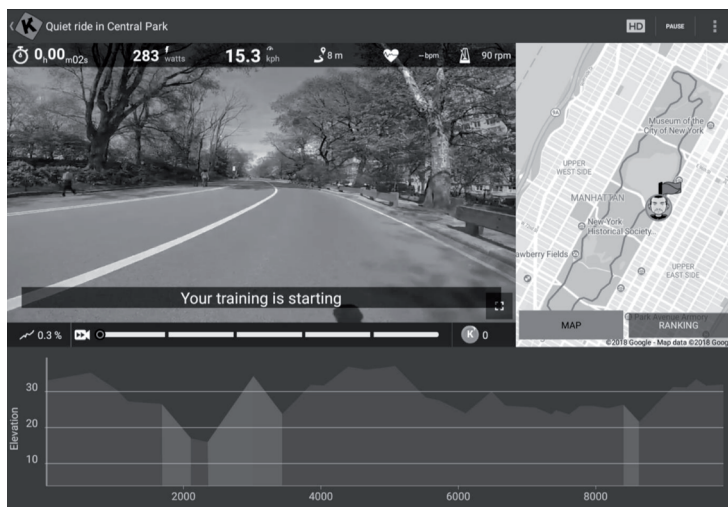 K Quiet ride in Central Park
HD PAUSE
0h00m02s 283 watts 15.3 kph 8 m --bpm 90 rpm
Museum of the
City of New York
9A
UPPER
WEST SIDE
MANHATTAN
New-York
Historical Society...
awberry Fields
UPPER
EAST SIDE
Park Avenue Armory
Your training is starting
MAP RANKING
©2018 Google - Map data ©2018 Goog
0.3 % K 0
Elevation
30
20
10
2000 4000 6000 8000